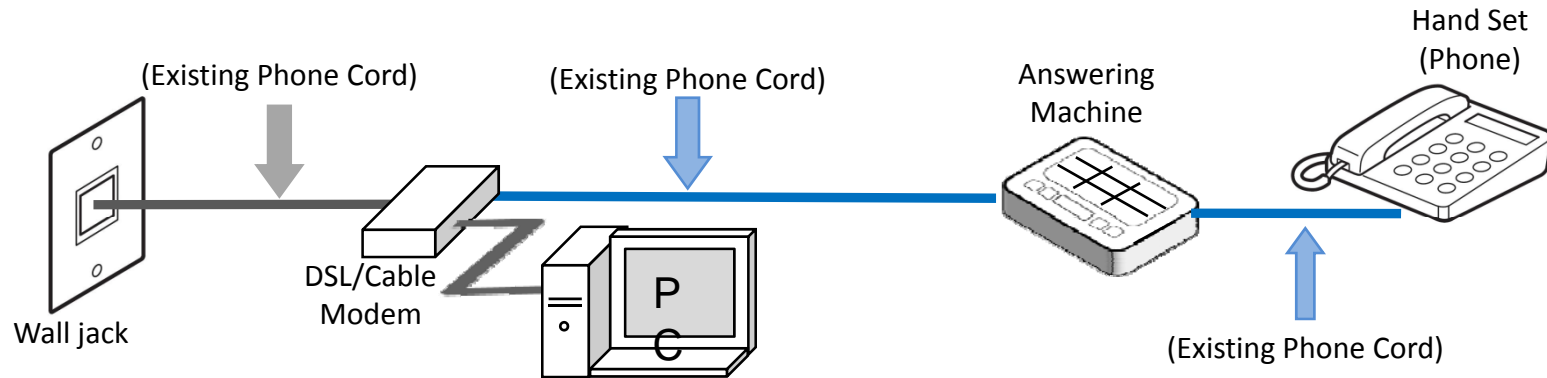 Hand Set
(Phone)
(Existing Phone Cord)
(Existing Phone Cord)
Answering
Machine
DSL/Cable
Modem
P
C
Wall jack
(Existing Phone Cord)